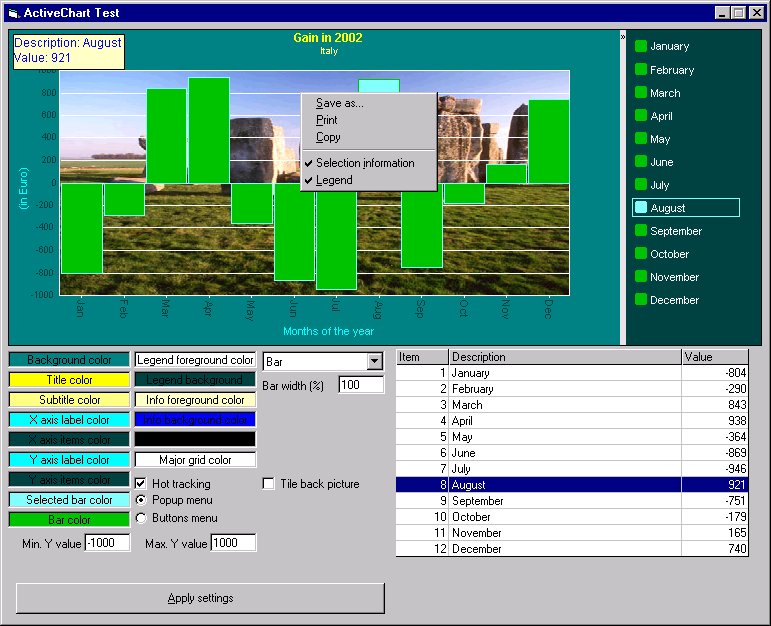 ActiveChart Test
Description: August
Value: 921
Gain in 2002
Italy
»
1000
800
600
400
200
0
-200
-400
-600
-800
-1000
(in Euro)
Jan
Feb
Mar
Apr
May
Jun
Jul
Aug
Sep
Oct
Nov
Dec
Months of the year
Save as...
Print
Copy
Selection information
Legend
January
February
March
April
May
June
July
August
September
October
November
December
Background color
Legend foreground color
Bar
Title color
Legend background
Bar width (%) 100
Subtitle color
Info foreground color
X axis label color
Info background color
X axis items color
Y axis label color
Major grid color
Y axis items color
Hot tracking
Tile back picture
Selected bar color
Popup menu
Bar color
Buttons menu
Min. Y value -1000
Max. Y value 1000
Apply settings
Item Description Value
1 January -804
2 February -290
3 March 843
4 April 938
5 May -364
6 June -869
7 July -946
8 August 921
9 September -751
10 October -179
11 November 165
12 December 740